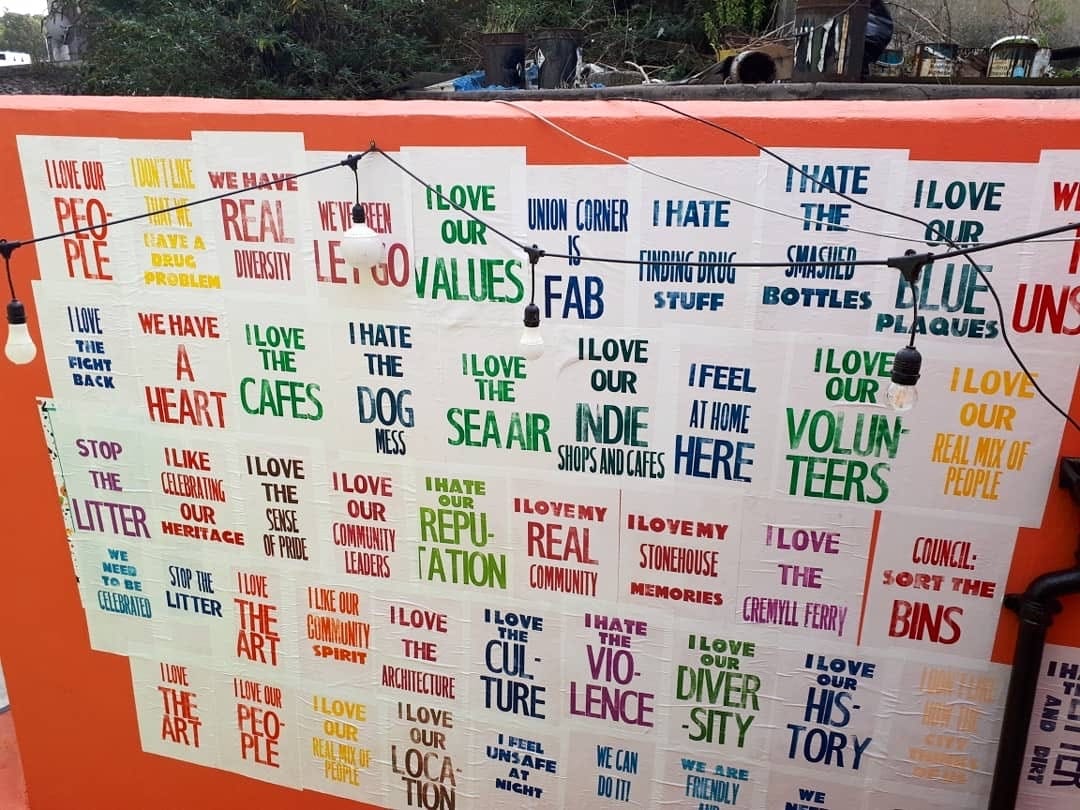 I LOVE OUR
PEO-
PLE
I DON'T LIKE
THAT WE
HAVE A
DRUG
PROBLEM
WE HAVE
REAL
DIVERSITY
WE'VE BEEN
LET GO
I LOVE
OUR
VALUES
UNION CORNER
IS
FAB
I HATE
FINDING DRUG
STUFF
I HATE
THE
SMASHED
BOTTLES
I LOVE
OUR
BLUE
PLAQUES
I LOVE
THE
FIGHT
BACK
WE HAVE
A
HEART
I LOVE
THE
CAFES
I HATE
THE
DOG
MESS
I LOVE
THE
SEA AIR
I LOVE
OUR
INDIE
SHOPS AND CAFES
I FEEL
AT HOME
HERE
I LOVE
OUR
VOLUN-
TEERS
I LOVE
OUR
REAL MIX OF
PEOPLE
STOP
THE
LITTER
I LIKE
CELEBRATING
OUR
HERITAGE
I LOVE
THE
SENSE
OF PRIDE
I LOVE
OUR
COMMUNITY
LEADERS
I HATE
OUR
REPU-
TATION
I LOVE MY
REAL
COMMUNITY
I LOVE MY
STONEHOUSE
MEMORIES
I LOVE
THE
CREMYLL FERRY
COUNCIL:
SORT THE
BINS
WE
NEED
TO BE
CELEBRATED
STOP THE
LITTER
I LOVE
THE
ART
I LIKE OUR
COMMUNITY
SPIRIT
I LOVE
THE
ARCHITECTURE
I LOVE
THE
CUL-
TURE
I HATE
THE
VIO-
LENCE
I LOVE
OUR
DIVER
-SITY
I LOVE
OUR
HIS-
TORY
I LOVE
THE
ART
I LOVE OUR
PEO-
PLE
I LOVE
OUR
REAL MIX OF
PEOPLE
I LOVE
OUR
LOCA-
TION
I FEEL
UNSAFE
AT
NIGHT
WE CAN
DO IT!
WE ARE
FRIENDLY
AND
WE
NEED
I HATE
AND DIRT